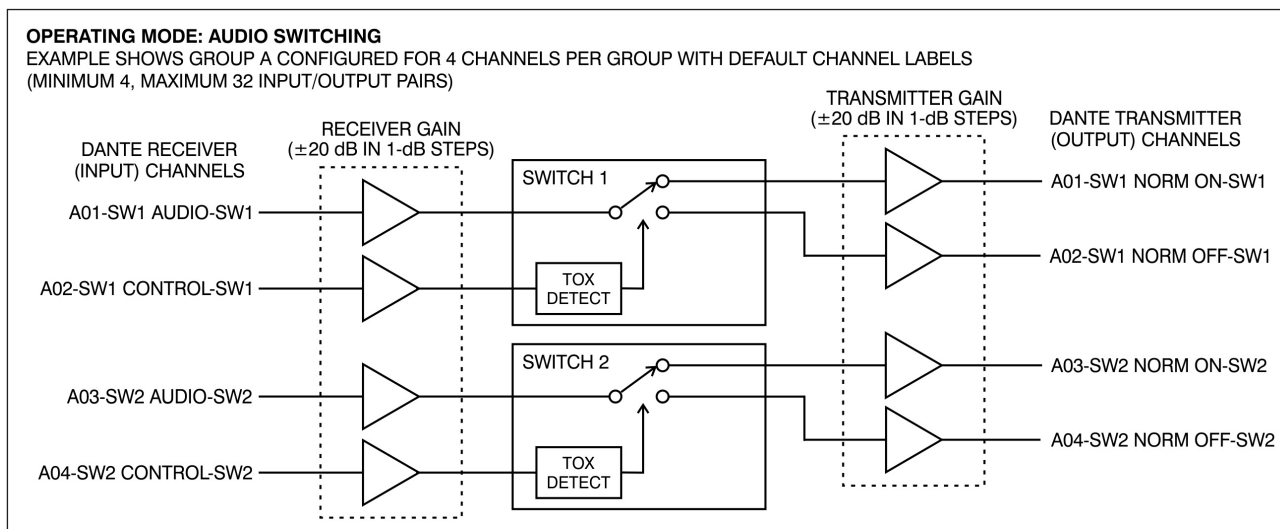 OPERATING MODE: AUDIO SWITCHING
EXAMPLE SHOWS GROUP A CONFIGURED FOR 4 CHANNELS PER GROUP WITH DEFAULT CHANNEL LABELS
(MINIMUM 4, MAXIMUM 32 INPUT/OUTPUT PAIRS)
DANTE RECEIVER
(INPUT) CHANNELS
RECEIVER GAIN
(±20 dB IN 1-dB STEPS)
TRANSMITTER GAIN
(±20 dB IN 1-dB STEPS)
DANTE TRANSMITTER
(OUTPUT) CHANNELS
A01-SW1 AUDIO-SW1
A02-SW1 CONTROL-SW1
SWITCH 1
TOX
DETECT
A01-SW1 NORM ON-SW1
A02-SW1 NORM OFF-SW1
A03-SW2 AUDIO-SW2
A04-SW2 CONTROL-SW2
SWITCH 2
TOX
DETECT
A03-SW2 NORM ON-SW2
A04-SW2 NORM OFF-SW2